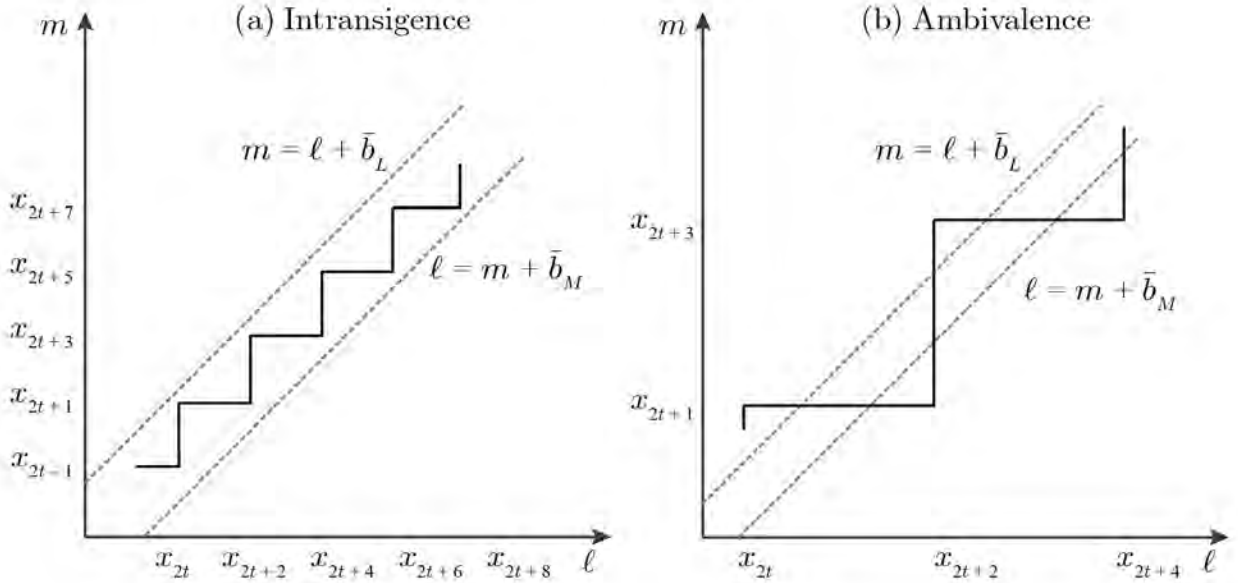 (a) Intransigence
m
m = ℓ + b̄_L
x_{2t+7}
x_{2t+5}
ℓ = m + b̄_M
x_{2t+3}
x_{2t+1}
x_{2t−1}
x_{2t} x_{2t+2} x_{2t+4} x_{2t+6} x_{2t+8} ℓ
(b) Ambivalence
m
m = ℓ + b̄_L
x_{2t+3}
ℓ = m + b̄_M
x_{2t+1}
x_{2t} x_{2t+2} x_{2t+4} ℓ